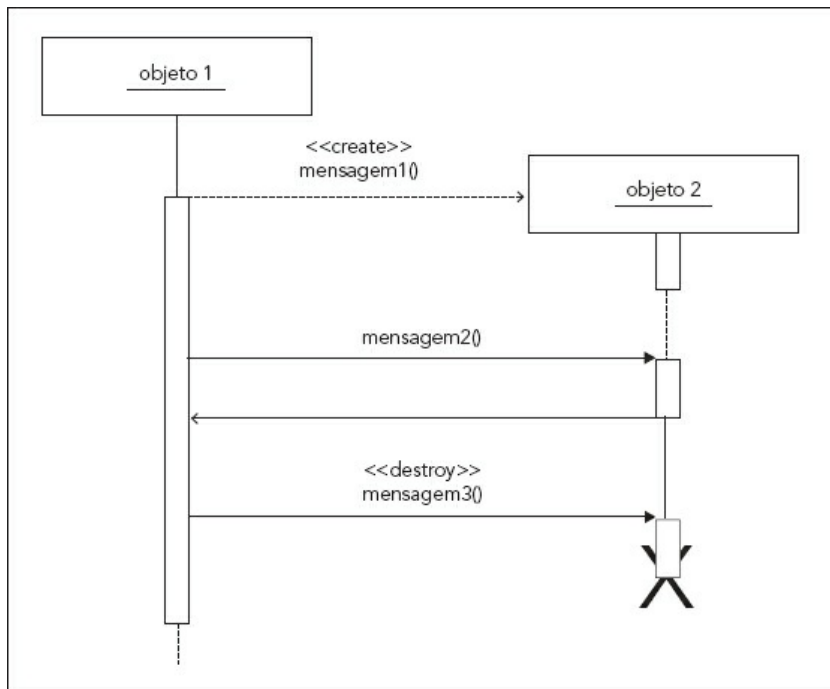 objeto 1
<<create>>
mensagem1()
objeto 2
mensagem2()
<<destroy>>
mensagem3()